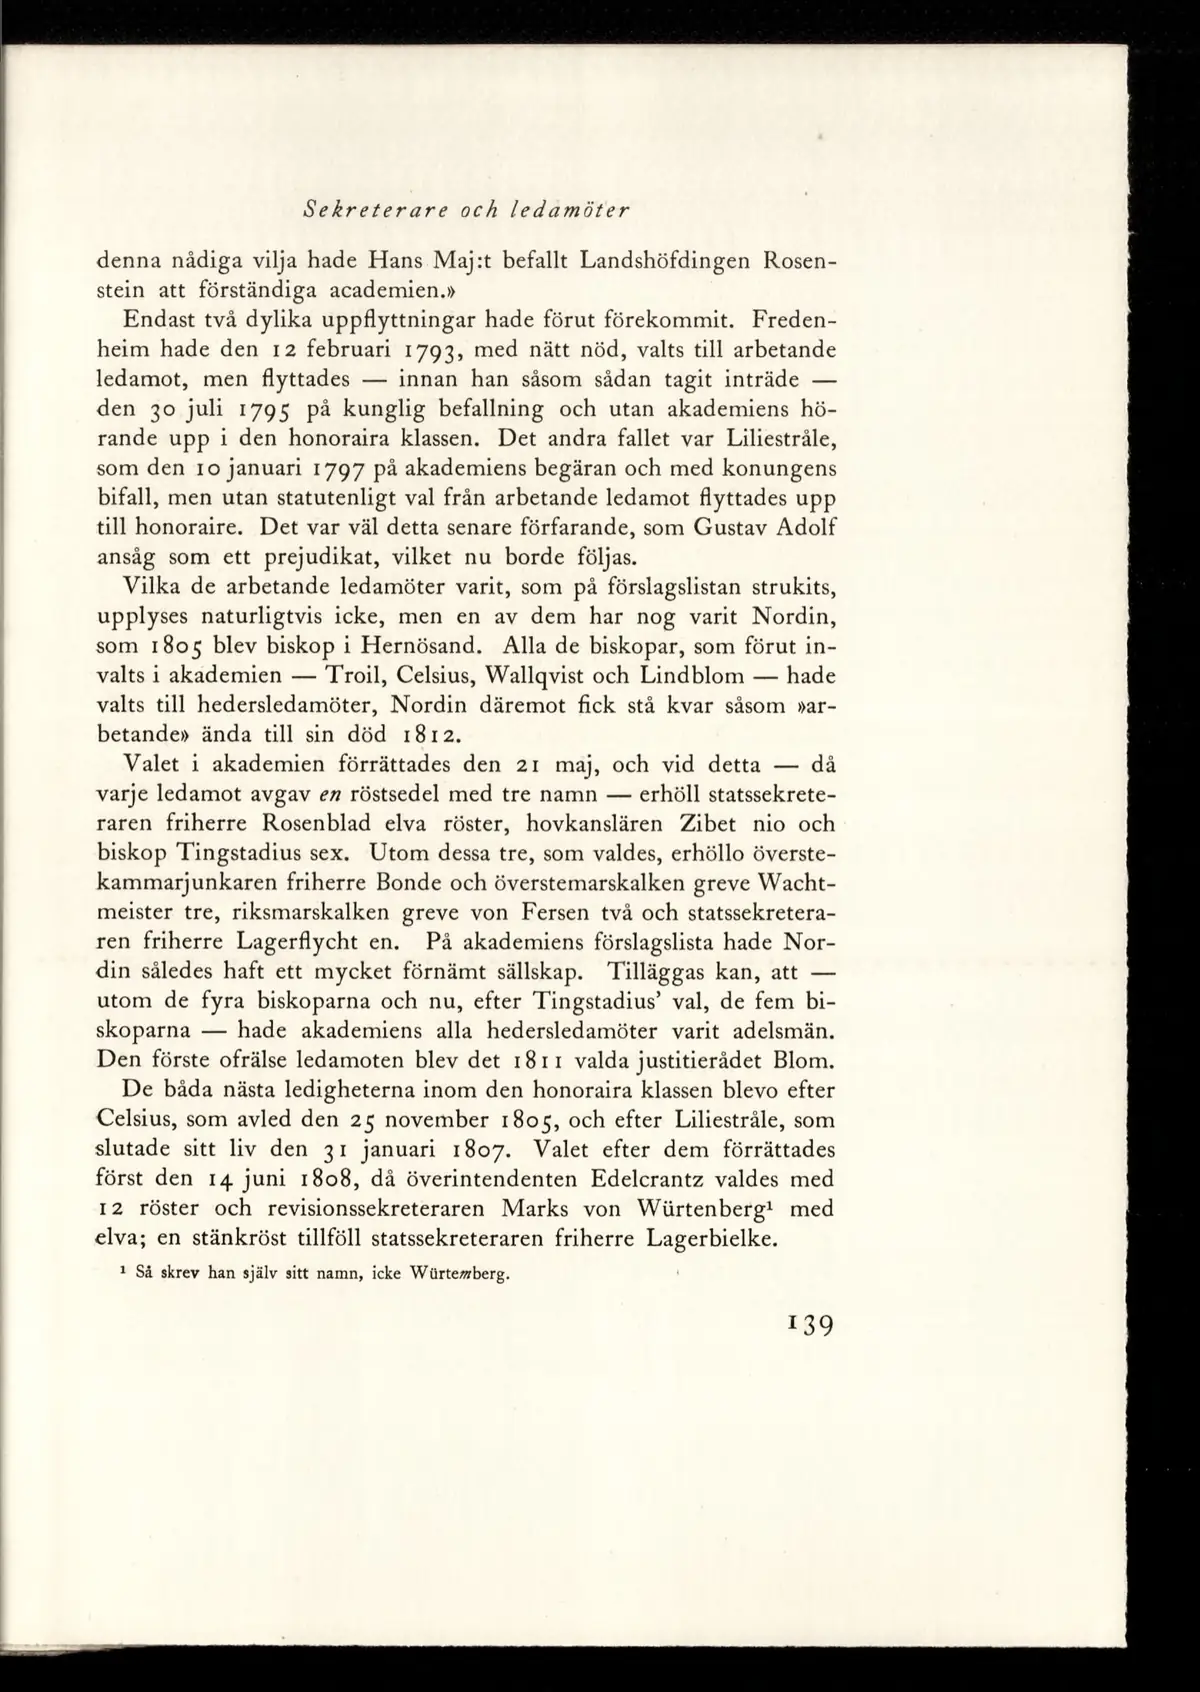 Sekreterare och ledamöter
denna nådiga vilja hade Hans Maj:t befallt Landshöfdingen Rosen-
stein att förständiga academien.»
Endast två dylika uppflyttningar hade förut förekommit. Freden-
heim hade den 12 februari 1793, med nätt nöd, valts till arbetande
ledamot, men flyttades — innan han såsom sådan tagit inträde —
den 30 juli 1795 på kunglig befallning och utan akademiens hö-
rande upp i den honoraira klassen. Det andra fallet var Liliestråle,
som den 10 januari 1797 på akademiens begäran och med konungens
bifall, men utan statutenligt val från arbetande ledamot flyttades upp
till honoraire. Det var väl detta senare förfarande, som Gustav Adolf
ansåg som ett prejudikat, vilket nu borde följas.
Vilka de arbetande ledamöter varit, som på förslagslistan strukits,
upplyses naturligtvis icke, men en av dem har nog varit Nordin,
som 1805 blev biskop i Hernösand. Alla de biskopar, som förut in-
valts i akademien — Troil, Celsius, Wallqvist och Lindblom — hade
valts till hedersledamöter, Nordin däremot fick stå kvar såsom »ar-
betande» ända till sin död 1812.
Valet i akademien förrättades den 21 maj, och vid detta — då
varje ledamot avgav en röstsedel med tre namn — erhöll statssekrete-
raren friherre Rosenblad elva röster, hovkanslären Zibet nio och
biskop Tingstadius sex. Utom dessa tre, som valdes, erhöllo överste-
kammarjunkaren friherre Bonde och överstemarskalken greve Wacht-
meister tre, riksmarskalken greve von Fersen två och statssekretera-
ren friherre Lagerflycht en. På akademiens förslagslista hade Nor-
din således haft ett mycket förnämt sällskap. Tilläggas kan, att —
utom de fyra biskoparna och nu, efter Tingstadius’ val, de fem bi-
skoparna — hade akademiens alla hedersledamöter varit adelsmän.
Den förste ofrälse ledamoten blev det 1811 valda justitierådet Blom.
De båda nästa ledigheterna inom den honoraira klassen blevo efter
Celsius, som avled den 25 november 1805, och efter Liliestråle, som
slutade sitt liv den 31 januari 1807. Valet efter dem förrättades
först den 14 juni 1808, då överintendenten Edelcrantz valdes med
12 röster och revisionssekreteraren Marks von Würtenberg¹ med
elva; en stänkröst tillföll statssekreteraren friherre Lagerbielke.
¹ Så skrev han själv sitt namn, icke Würtemberg.
139